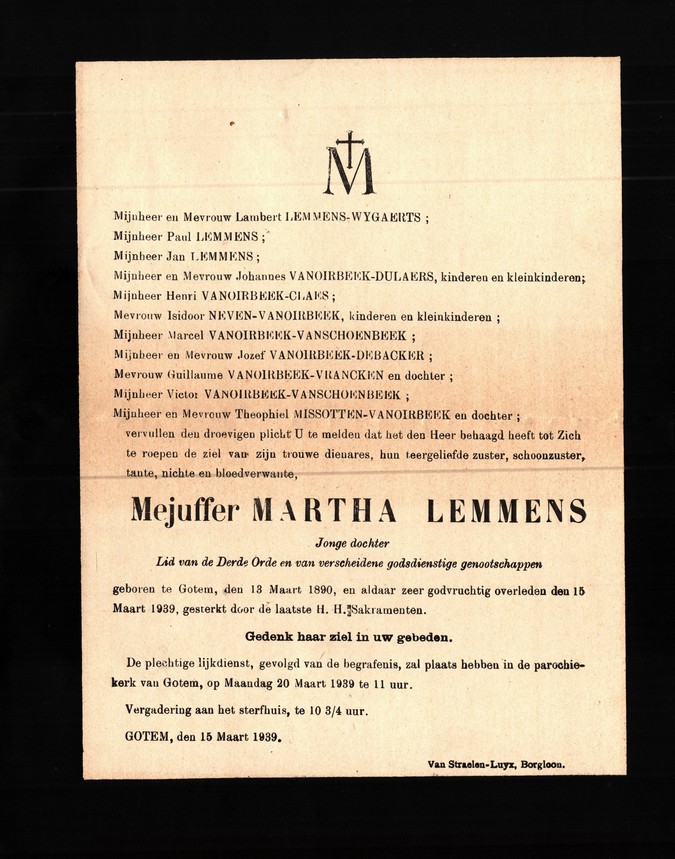 M
Mijnheer en Mevrouw Lambert LEMMENS-WYGAERTS ;
Mijnheer Paul LEMMENS ;
Mijnheer Jan LEMMENS ;
Mijnheer en Mevrouw Johannes VANOIRBEEK-DULAERS, kinderen en kleinkinderen;
Mijnheer Henri VANOIRBEEK-CLAES ;
Mevrouw Isidoor NEVEN-VANOIRBEEK, kinderen en kleinkinderen ;
Mijnheer Marcel VANOIRBEEK-VANSCHOENBEEK ;
Mijnheer en Mevrouw Jozef VANOIRBEEK-DEBACKER ;
Mevrouw Guillaume VANOIRBEEK-VRANCKEN en dochter ;
Mijnheer Victor VANOIRBEEK-VANSCHOENBEEK ;
Mijnheer en Mevrouw Theophiel MISSOTTEN-VANOIRBEEK en dochter ;
vervullen den droevigen plicht U te melden dat het den Heer behaagd heeft tot Zich
te roepen de ziel van zijn trouwe dienares, hun teergeliefde zuster, schoonzuster,
tante, nichte en bloedverwante,
Mejuffer MARTHA LEMMENS
Jonge dochter
Lid van de Derde Orde en van verscheidene godsdienstige genootschappen
geboren te Gotem, den 13 Maart 1890, en aldaar zeer godvruchtig overleden den 15
Maart 1939, gesterkt door de laatste H. H. Sakramenten.
Gedenk haar ziel in uw gebeden.
De plechtige lijkdienst, gevolgd van de begrafenis, zal plaats hebben in de parochie-
kerk van Gotem, op Maandag 20 Maart 1939 te 11 uur.
Vergadering aan het sterfhuis, te 10 3/4 uur.
GOTEM, den 15 Maart 1939.
Van Straelen-Luyx, Borgloon.